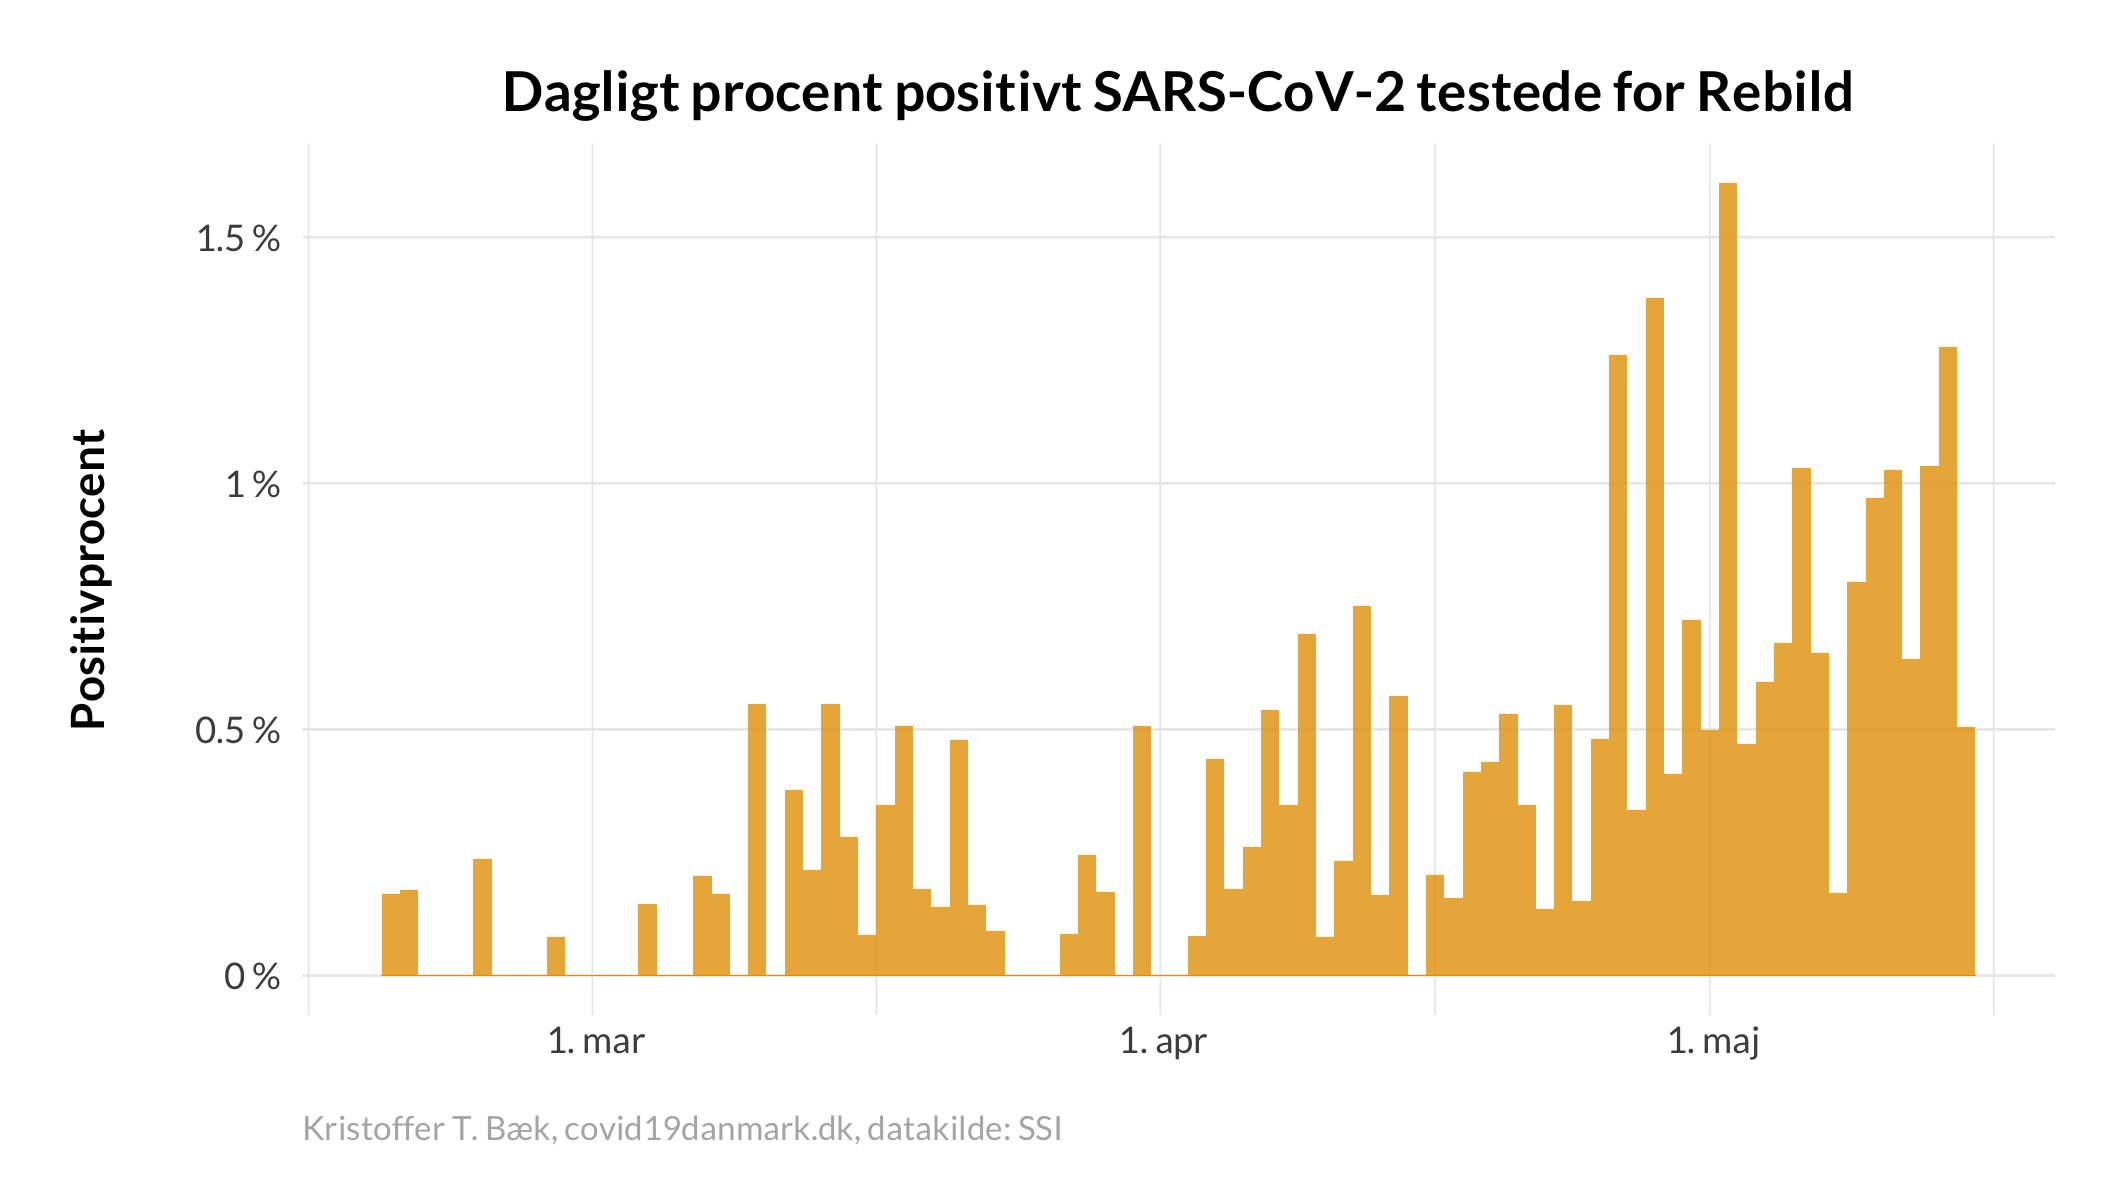 Dagligt procent positivt SARS-CoV-2 testede for Rebild
Positivprocent
1.5 %
1 %
0.5 %
0 %
1. mar
1. apr
1. maj
Kristoffer T. Bæk, covid19danmark.dk, datakilde: SSI